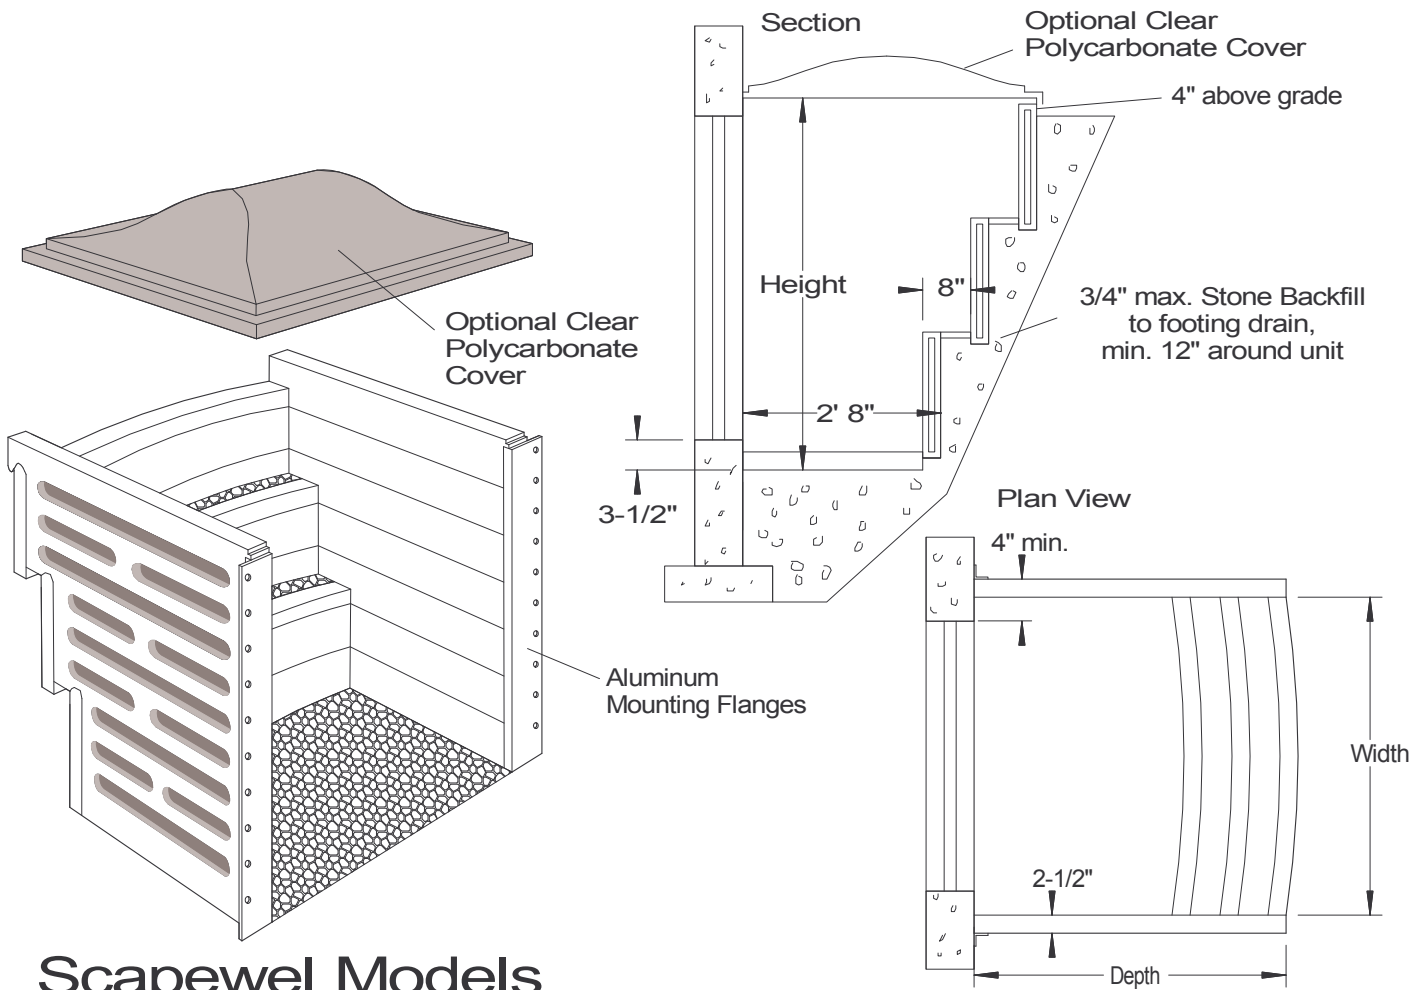 Section
Optional Clear
Polycarbonate Cover
4" above grade
Height
8"
3/4" max. Stone Backfill
to footing drain,
min. 12" around unit
Optional Clear
Polycarbonate
Cover
2' 8"
3-1/2"
Plan View
4" min.
Aluminum
Mounting Flanges
Width
2-1/2"
Depth
Scapewel Models